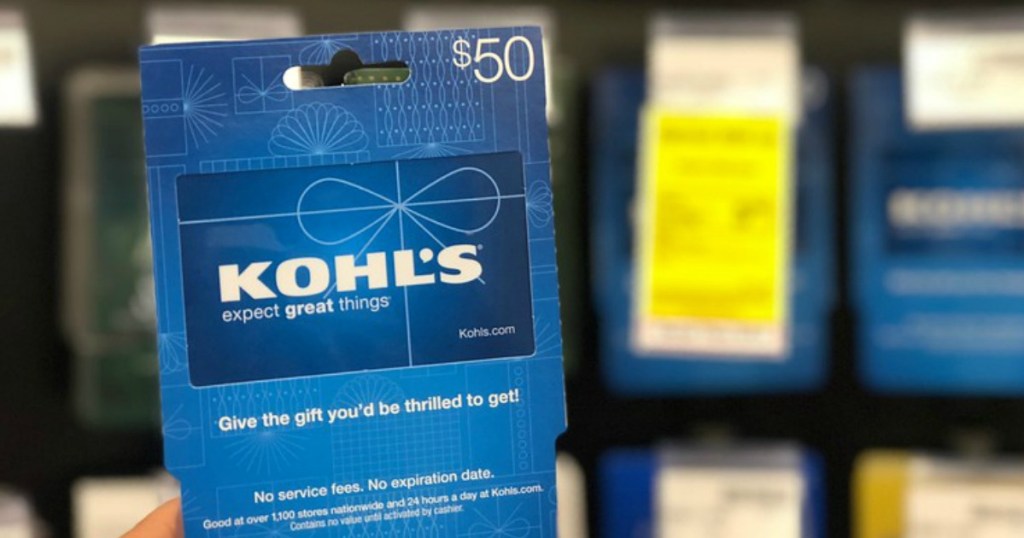 $50
KOHL'S®
expect great things®
Kohls.com
Give the gift you'd be thrilled to get!
No service fees. No expiration date.
Good at over 1,100 stores nationwide and 24 hours a day at Kohls.com.
Contains no value until activated by cashier.